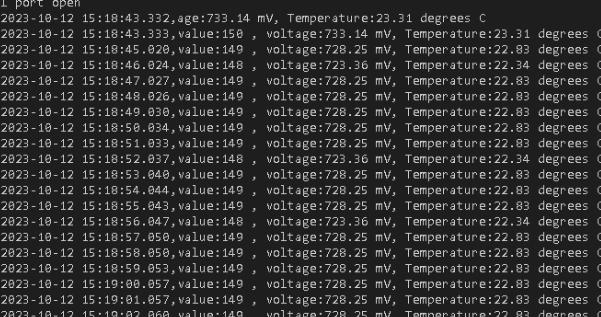 l port open
2023-10-12 15:18:43.332,age:733.14 mV, Temperature:23.31 degrees C
2023-10-12 15:18:43.333,value:150 , voltage:733.14 mV, Temperature:23.31 degrees C
2023-10-12 15:18:45.020,value:149 , voltage:728.25 mV, Temperature:22.83 degrees C
2023-10-12 15:18:46.024,value:148 , voltage:723.36 mV, Temperature:22.34 degrees C
2023-10-12 15:18:47.027,value:149 , voltage:728.25 mV, Temperature:22.83 degrees C
2023-10-12 15:18:48.026,value:149 , voltage:728.25 mV, Temperature:22.83 degrees C
2023-10-12 15:18:49.030,value:149 , voltage:728.25 mV, Temperature:22.83 degrees C
2023-10-12 15:18:50.034,value:149 , voltage:728.25 mV, Temperature:22.83 degrees C
2023-10-12 15:18:51.033,value:149 , voltage:728.25 mV, Temperature:22.83 degrees C
2023-10-12 15:18:52.037,value:148 , voltage:723.36 mV, Temperature:22.34 degrees C
2023-10-12 15:18:53.040,value:149 , voltage:728.25 mV, Temperature:22.83 degrees C
2023-10-12 15:18:54.044,value:149 , voltage:728.25 mV, Temperature:22.83 degrees C
2023-10-12 15:18:55.043,value:149 , voltage:728.25 mV, Temperature:22.83 degrees C
2023-10-12 15:18:56.047,value:148 , voltage:723.36 mV, Temperature:22.34 degrees C
2023-10-12 15:18:57.050,value:149 , voltage:728.25 mV, Temperature:22.83 degrees C
2023-10-12 15:18:58.050,value:149 , voltage:728.25 mV, Temperature:22.83 degrees C
2023-10-12 15:18:59.053,value:149 , voltage:728.25 mV, Temperature:22.83 degrees C
2023-10-12 15:19:00.057,value:149 , voltage:728.25 mV, Temperature:22.83 degrees C
2023-10-12 15:19:01.057,value:149 , voltage:728.25 mV, Temperature:22.83 degrees C
2023-10-12 15:19:02.060,value:149 , voltage:728.25 mV, Temperature:22.83 degrees C